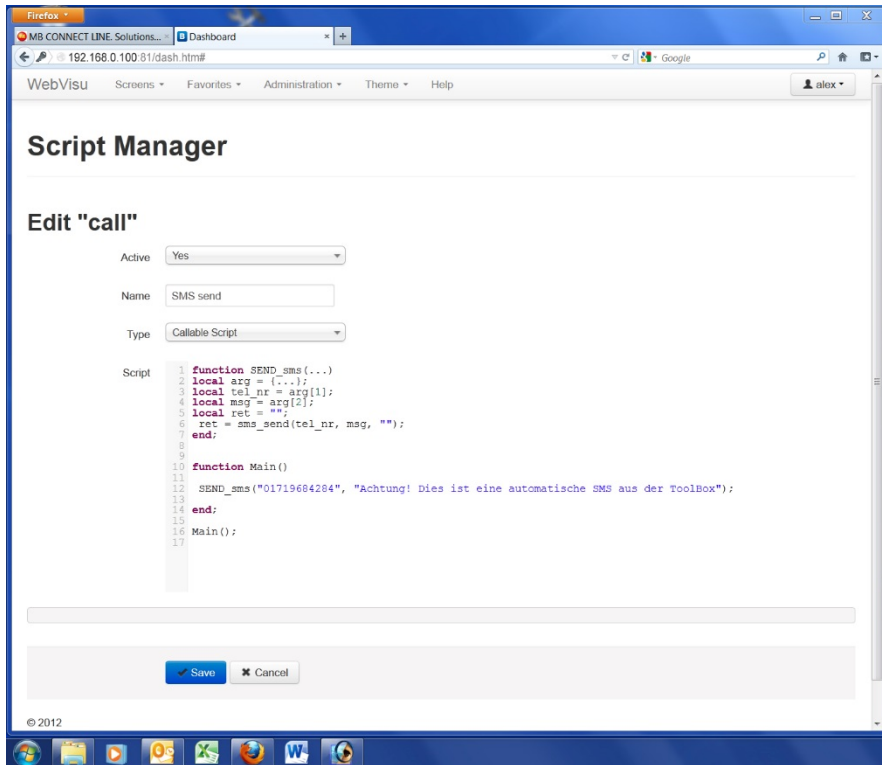 Firefox
MB CONNECT LINE. Solutions... × Dashboard × +
192.168.0.100:81/dash.htm# Google
WebVisu Screens Favorites Administration Theme Help alex
Script Manager
Edit "call"
Active Yes
Name SMS send
Type Callable Script
Script
1 function SEND_sms(...)
2 local arg = {...};
3 local tel_nr = arg[1];
4 local msg = arg[2];
5 local ret = "";
6 ret = sms_send(tel_nr, msg, "");
7 end;
8
9
10 function Main()
11
12 SEND_sms("01719684284", "Achtung! Dies ist eine automatische SMS aus der ToolBox");
13
14 end;
15
16 Main();
17
Save Cancel
© 2012